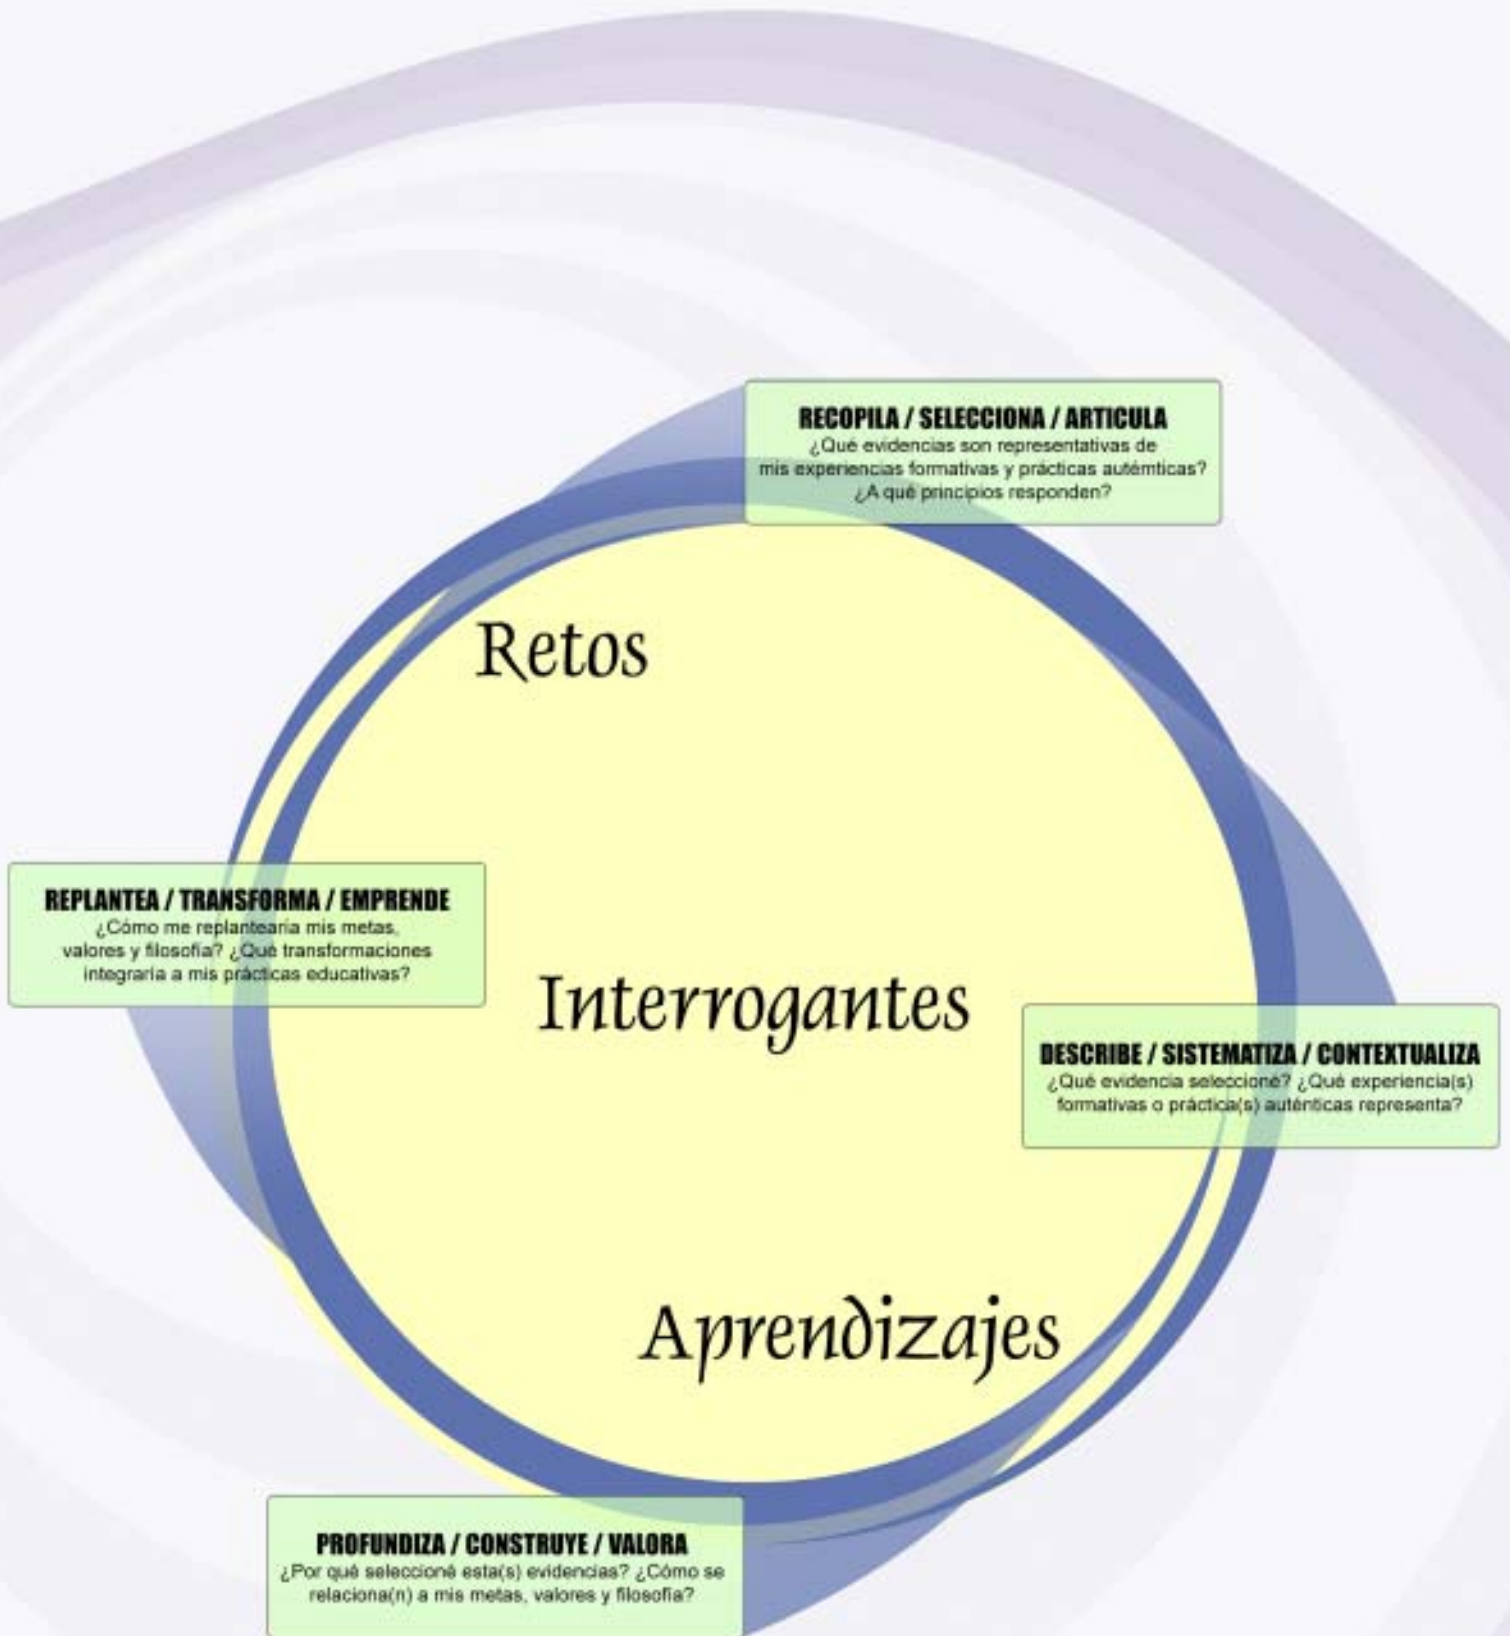 RECOPILA / SELECCIONA / ARTICULA
¿Qué evidencias son representativas de
mis experiencias formativas y prácticas autémticas?
¿A qué principios responden?
Retos
REPLANTEA / TRANSFORMA / EMPRENDE
¿Cómo me replantearía mis metas,
valores y filosofía? ¿Qué transformaciones
integraría a mis prácticas educativas?
Interrogantes
DESCRIBE / SISTEMATIZA / CONTEXTUALIZA
¿Qué evidencia seleccioné? ¿Qué experiencia(s)
formativas o práctica(s) auténticas representa?
Aprendizajes
PROFUNDIZA / CONSTRUYE / VALORA
¿Por qué seleccioné esta(s) evidencias? ¿Cómo se
relaciona(n) a mis metas, valores y filosofía?